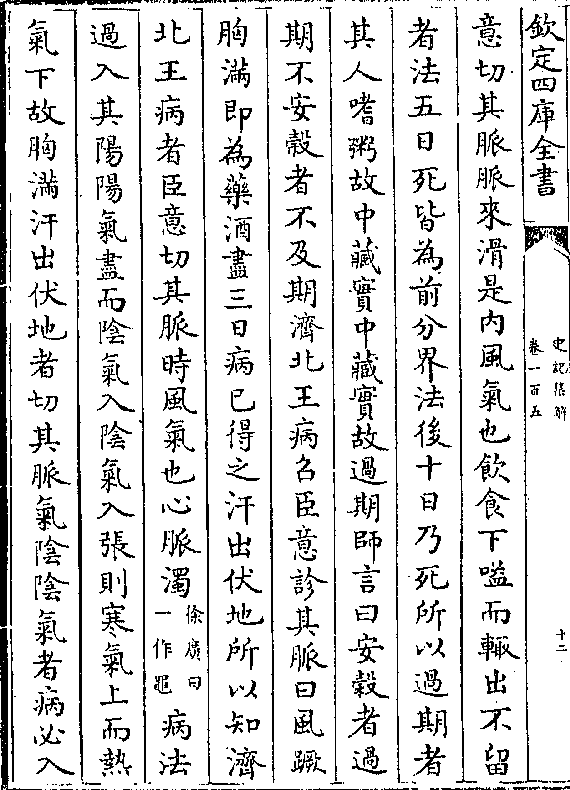 欽定四庫全書
史記集解
卷一百五
十二
意切其脈脈來滑是内風氣也飲食下嗌而輙出不留
者法五日死皆為前分界法後十日乃死所以過期者
其人嗜粥故中藏實中藏實故過期師言曰安穀者過
期不安穀者不及期濟北王病召臣意診其脈曰風蹶
胸滿即為藥酒盡三日病已得之汗出伏地所以知濟
北王病者臣意切其脈時風氣也心脈濁徐廣曰一作黽病法
過入其陽陽氣盡而陰氣入陰氣入張則寒氣上而熱
氣下故胸滿汗出伏地者切其脈氣陰陰氣者病必入